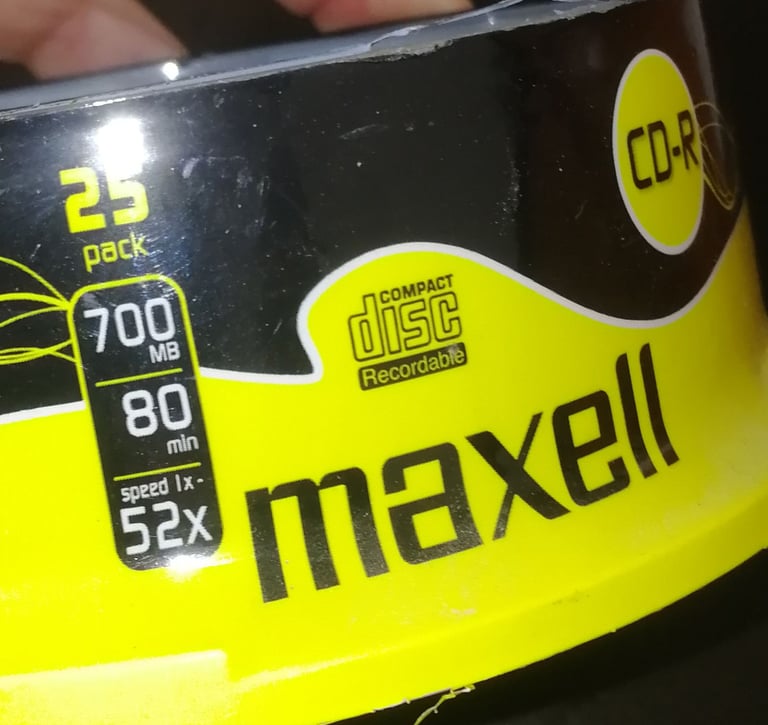 25
pack
700
MB
80
min
speed 1x-
52x
COMPACT
disc
Recordable
maxell
CD-R